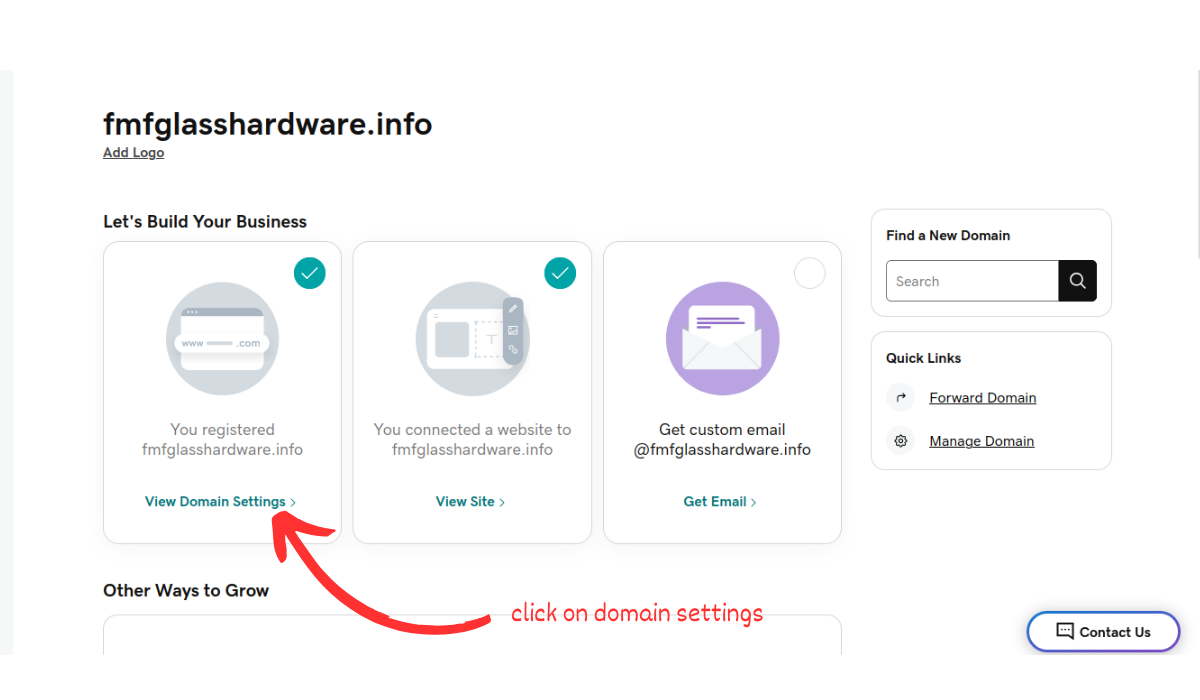 fmfglasshardware.info
Add Logo
Let's Build Your Business
www .com
You registered
fmfglasshardware.info
View Domain Settings >
T
You connected a website to
fmfglasshardware.info
View Site >
Get custom email
@fmfglasshardware.info
Get Email >
Find a New Domain
Search
Quick Links
Forward Domain
Manage Domain
Other Ways to Grow
click on domain settings
Contact Us